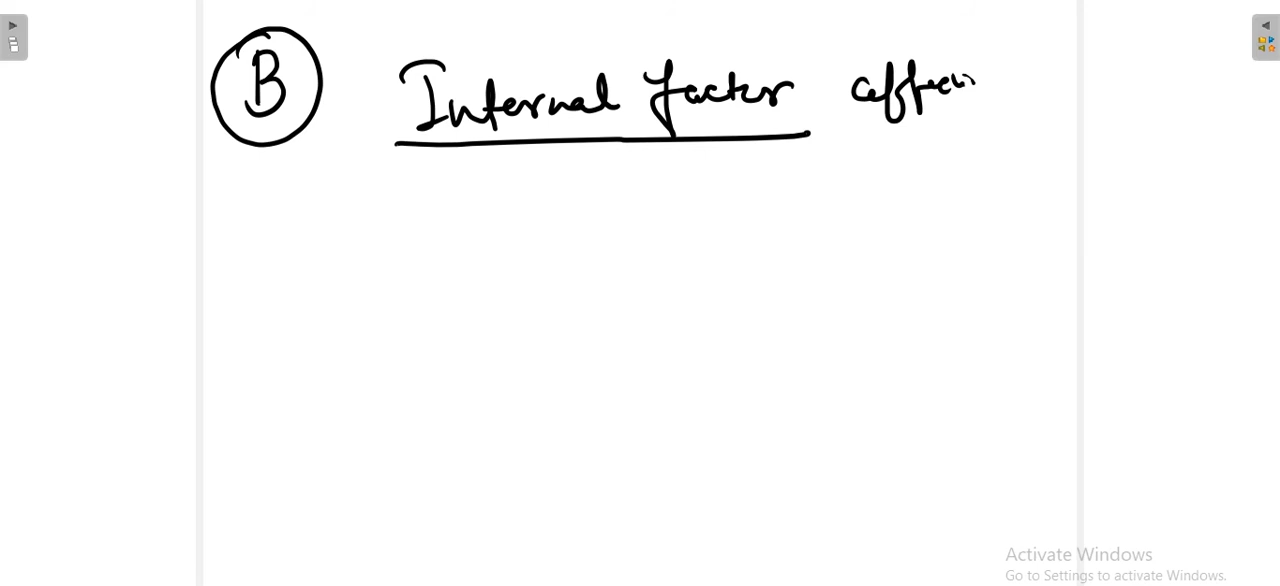 B Internal factor
Activate Windows
Go to Settings to activate Windows.